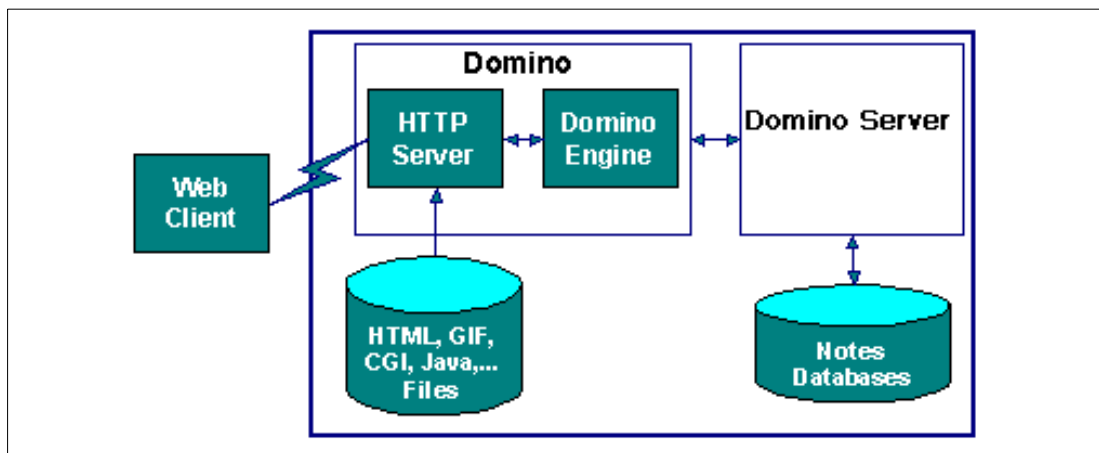 Domino
HTTP
Server
Domino
Engine
Domino Server
Web
Client
HTML, GIF,
CGI, Java,...
Files
Notes
Databases